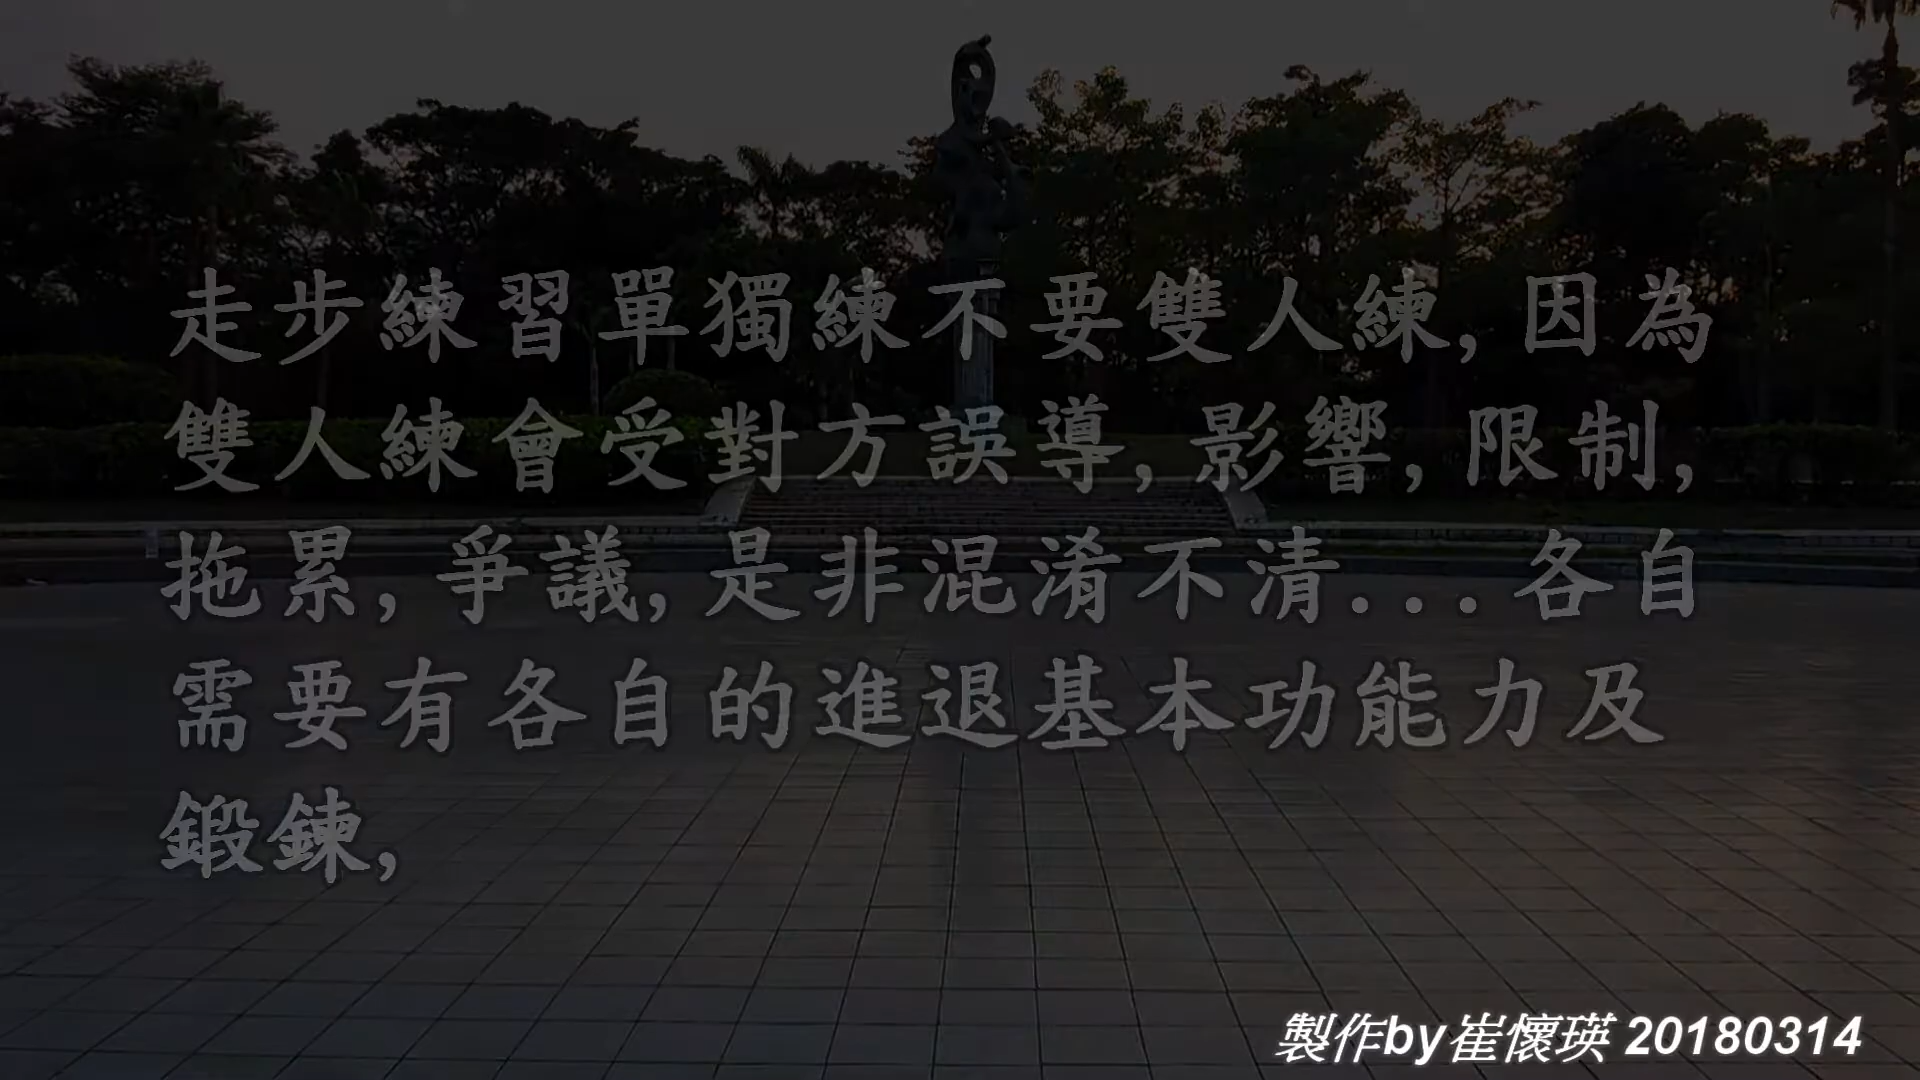 走步練習單獨練不要雙人練, 因為
雙人練會受對方誤導, 影響, 限制,
拖累, 爭議, 是非混淆不清...各自
需要有各自的進退基本功能力及
鍛鍊,
製作by崔懷瑛 20180314